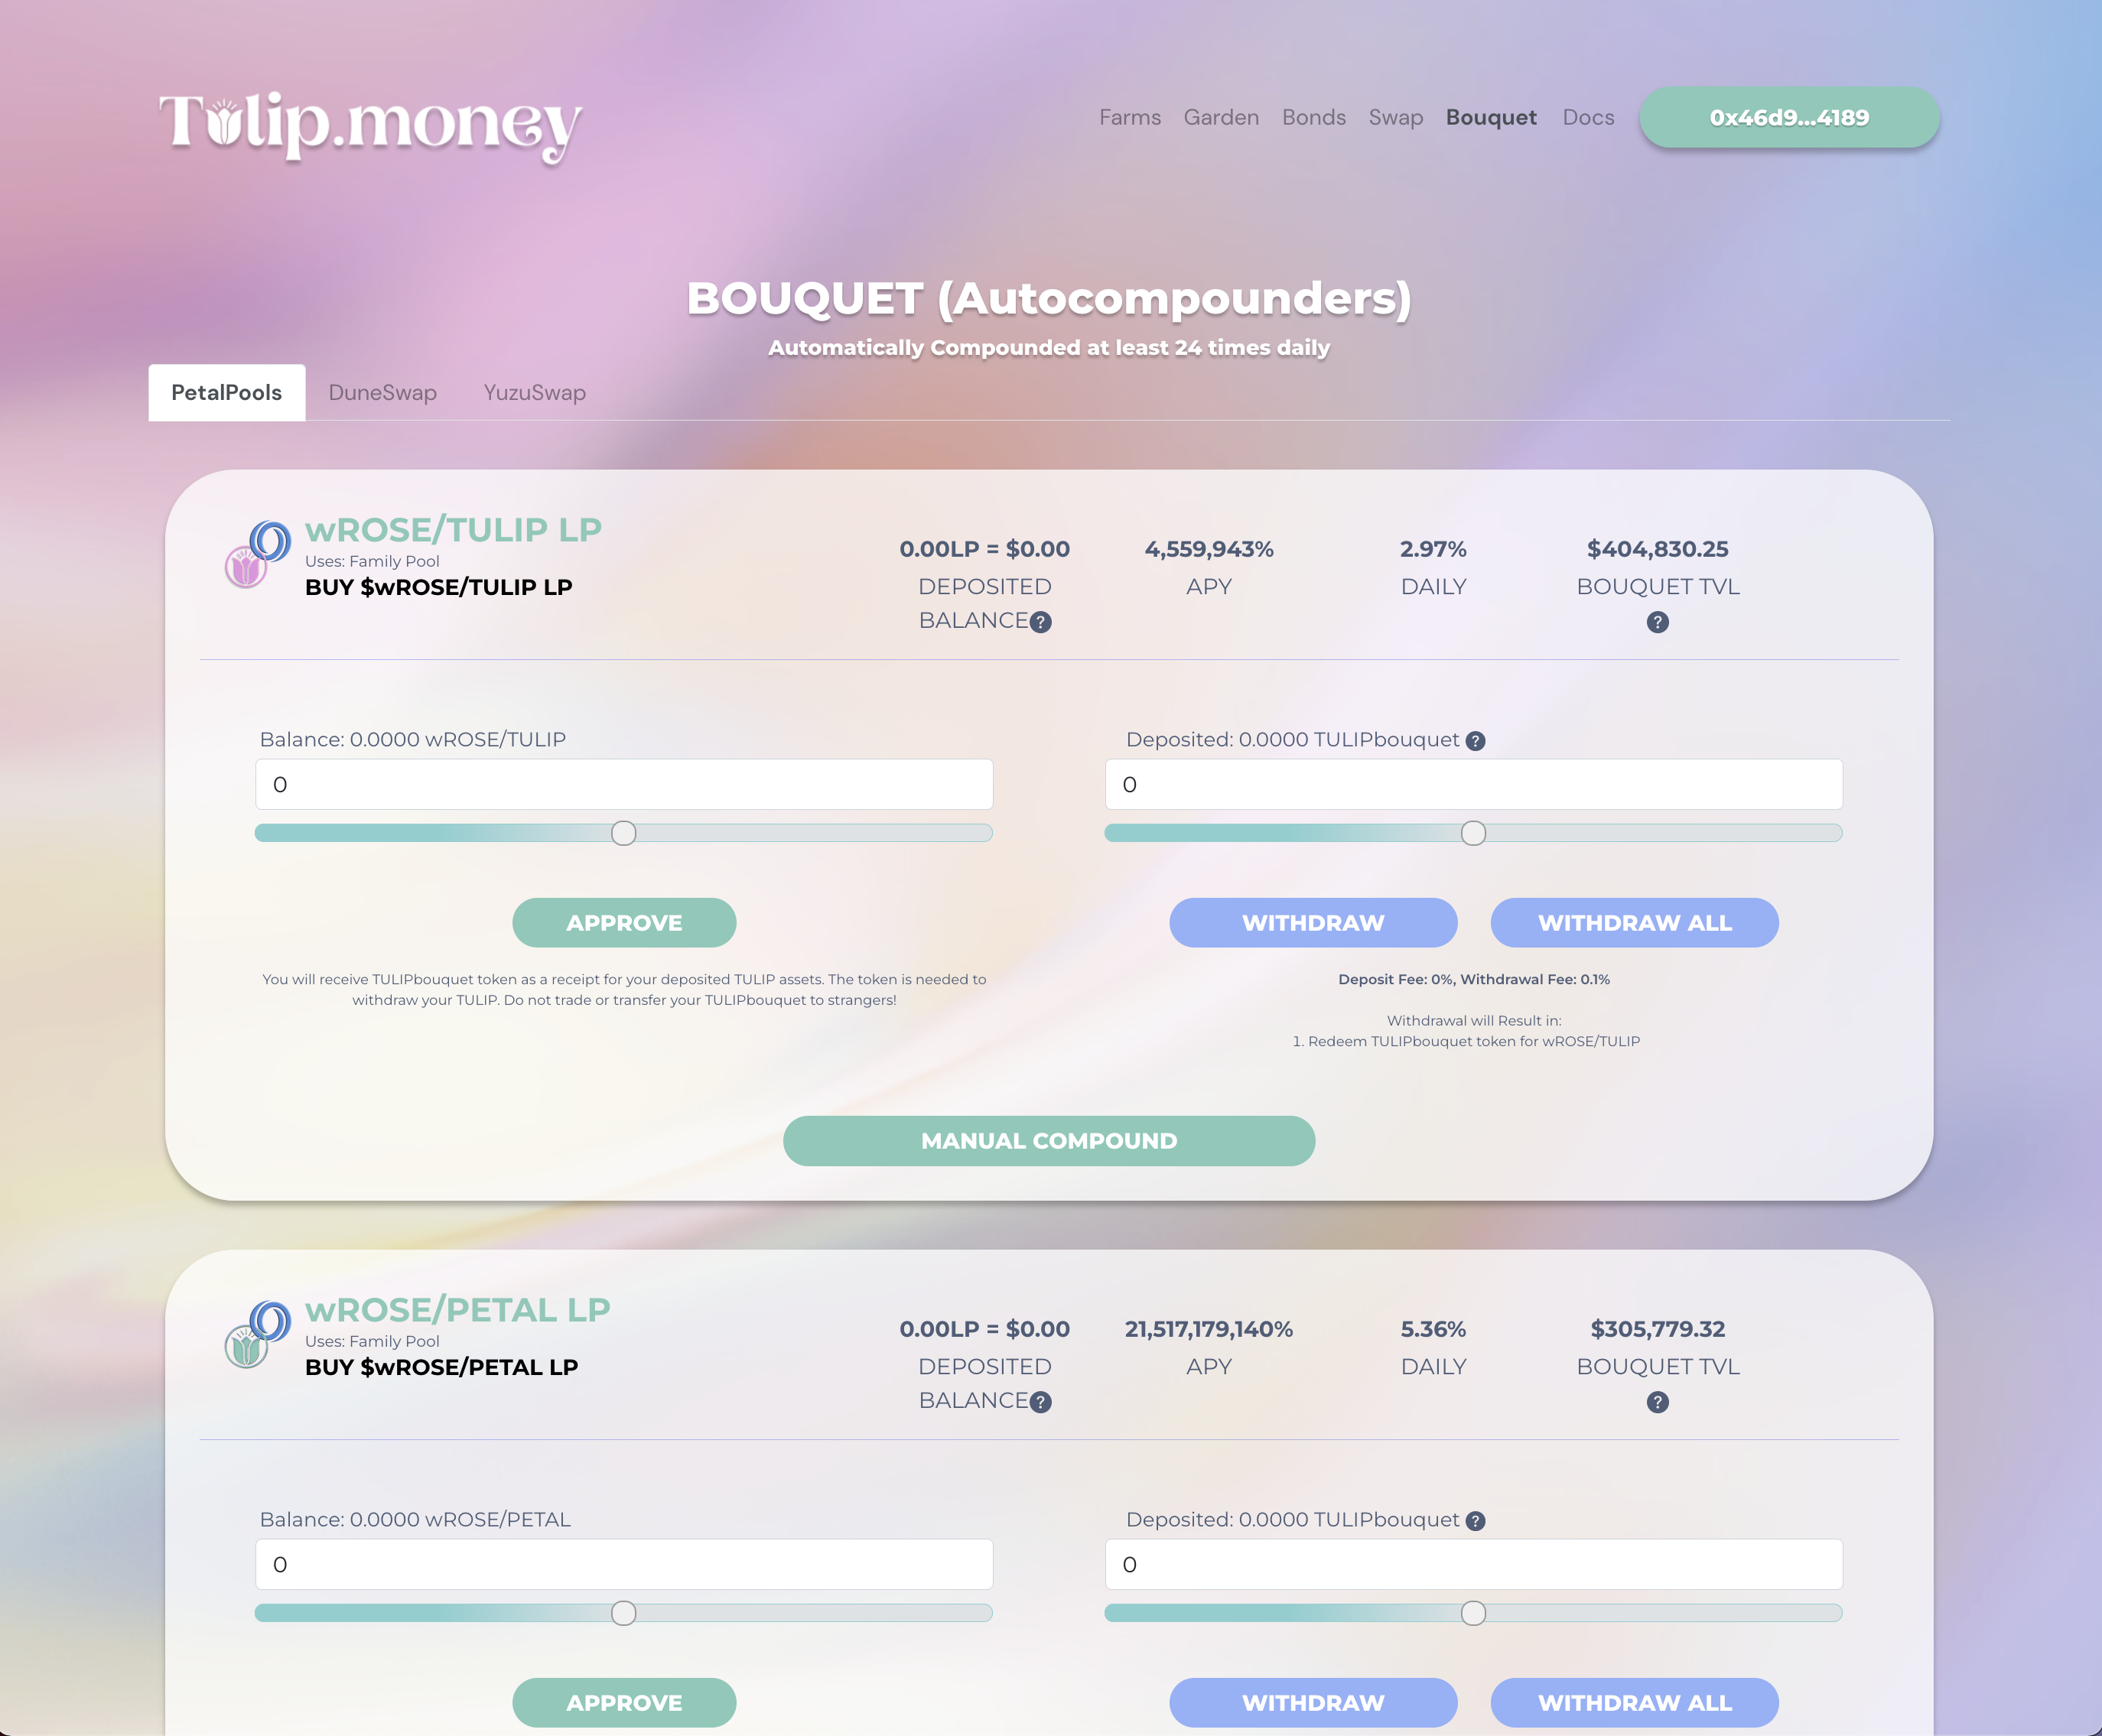 Tulip.money
Farms Garden Bonds Swap Bouquet Docs 0x46d9...4189
BOUQUET (Autocompounders)
Automatically Compounded at least 24 times daily
PetalPools DuneSwap YuzuSwap
wROSE/TULIP LP
Uses: Family Pool
BUY $wROSE/TULIP LP
0.00LP = $0.00
DEPOSITED
BALANCE?
4,559,943%
APY
2.97%
DAILY
$404,830.25
BOUQUET TVL
?
Balance: 0.0000 wROSE/TULIP
0
APPROVE
You will receive TULIPbouquet token as a receipt for your deposited TULIP assets. The token is needed to
withdraw your TULIP. Do not trade or transfer your TULIPbouquet to strangers!
Deposited: 0.0000 TULIPbouquet ?
0
WITHDRAW WITHDRAW ALL
Deposit Fee: 0%, Withdrawal Fee: 0.1%
Withdrawal will Result in:
1. Redeem TULIPbouquet token for wROSE/TULIP
MANUAL COMPOUND
wROSE/PETAL LP
Uses: Family Pool
BUY $wROSE/PETAL LP
0.00LP = $0.00
DEPOSITED
BALANCE?
21,517,179,140%
APY
5.36%
DAILY
$305,779.32
BOUQUET TVL
?
Balance: 0.0000 wROSE/PETAL
0
APPROVE
Deposited: 0.0000 TULIPbouquet ?
0
WITHDRAW WITHDRAW ALL